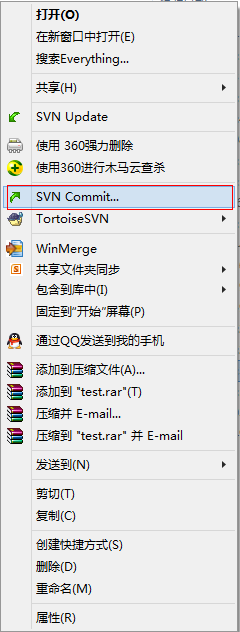 打开(O)
在新窗口中打开(E)
搜索Everything...
共享(H)
SVN Update
使用 360强力删除
使用360进行木马云查杀
SVN Commit...
TortoiseSVN
WinMerge
共享文件夹同步
包含到库中(I)
固定到“开始”屏幕(P)
通过QQ发送到我的手机
添加到压缩文件(A)...
添加到 "test.rar"(T)
压缩并 E-mail...
压缩到 "test.rar" 并 E-mail
发送到(N)
剪切(T)
复制(C)
创建快捷方式(S)
删除(D)
重命名(M)
属性(R)